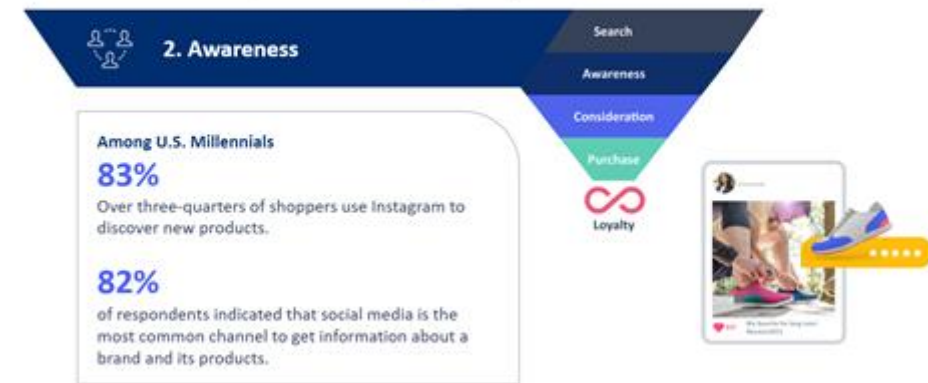 2. Awareness
Search
Awareness
Consideration
Purchase
Loyalty
Among U.S. Millennials
83%
Over three-quarters of shoppers use Instagram to
discover new products.
82%
of respondents indicated that social media is the
most common channel to get information about a
brand and its products.